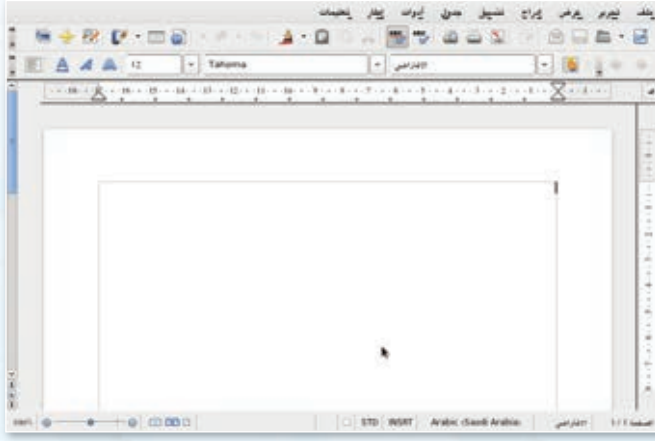 ملف تحرير عرض إدراج تنسيق جدول أدوات إطار تعليمات
افتراضي Tahoma 12
صفحة 1 / 1 افتراضي Arabic (Saudi Arabia) INSRT STD